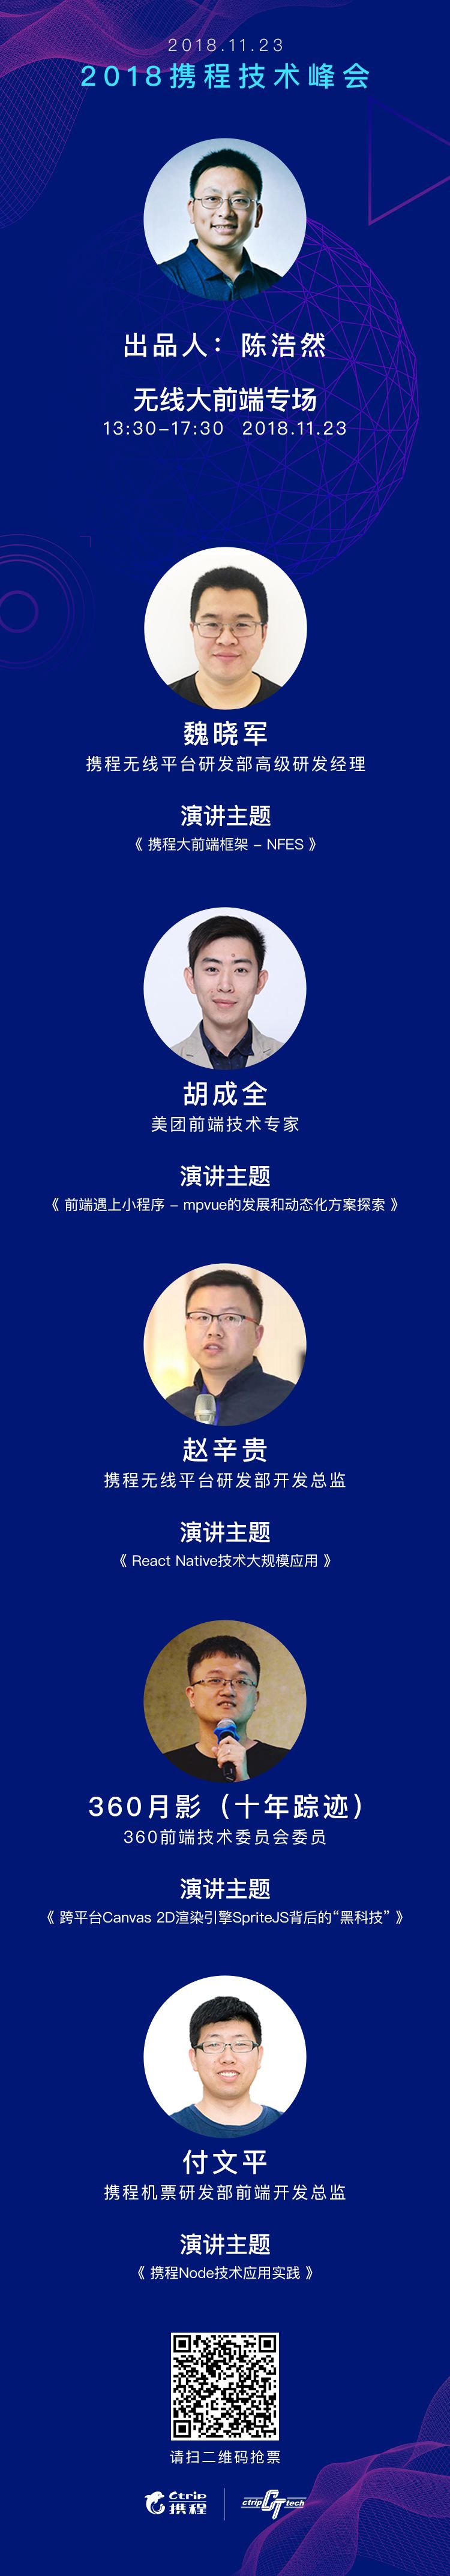 2018.11.23
2018携程技术峰会
出品人：陈浩然
无线大前端专场
13:30-17:30 2018.11.23
魏晓军
携程无线平台研发部高级研发经理
演讲主题
《 携程大前端框架 - NFES 》
胡成全
美团前端技术专家
演讲主题
《 前端遇上小程序 - mpvue的发展和动态化方案探索 》
赵辛贵
携程无线平台研发部开发总监
演讲主题
《 React Native技术大规模应用 》
360月影（十年踪迹）
360前端技术委员会委员
演讲主题
《 跨平台Canvas 2D渲染引擎SpriteJS背后的“黑科技” 》
付文平
携程机票研发部前端开发总监
演讲主题
《 携程Node技术应用实践 》
请扫二维码抢票
Ctrip
携程
ctrip tech